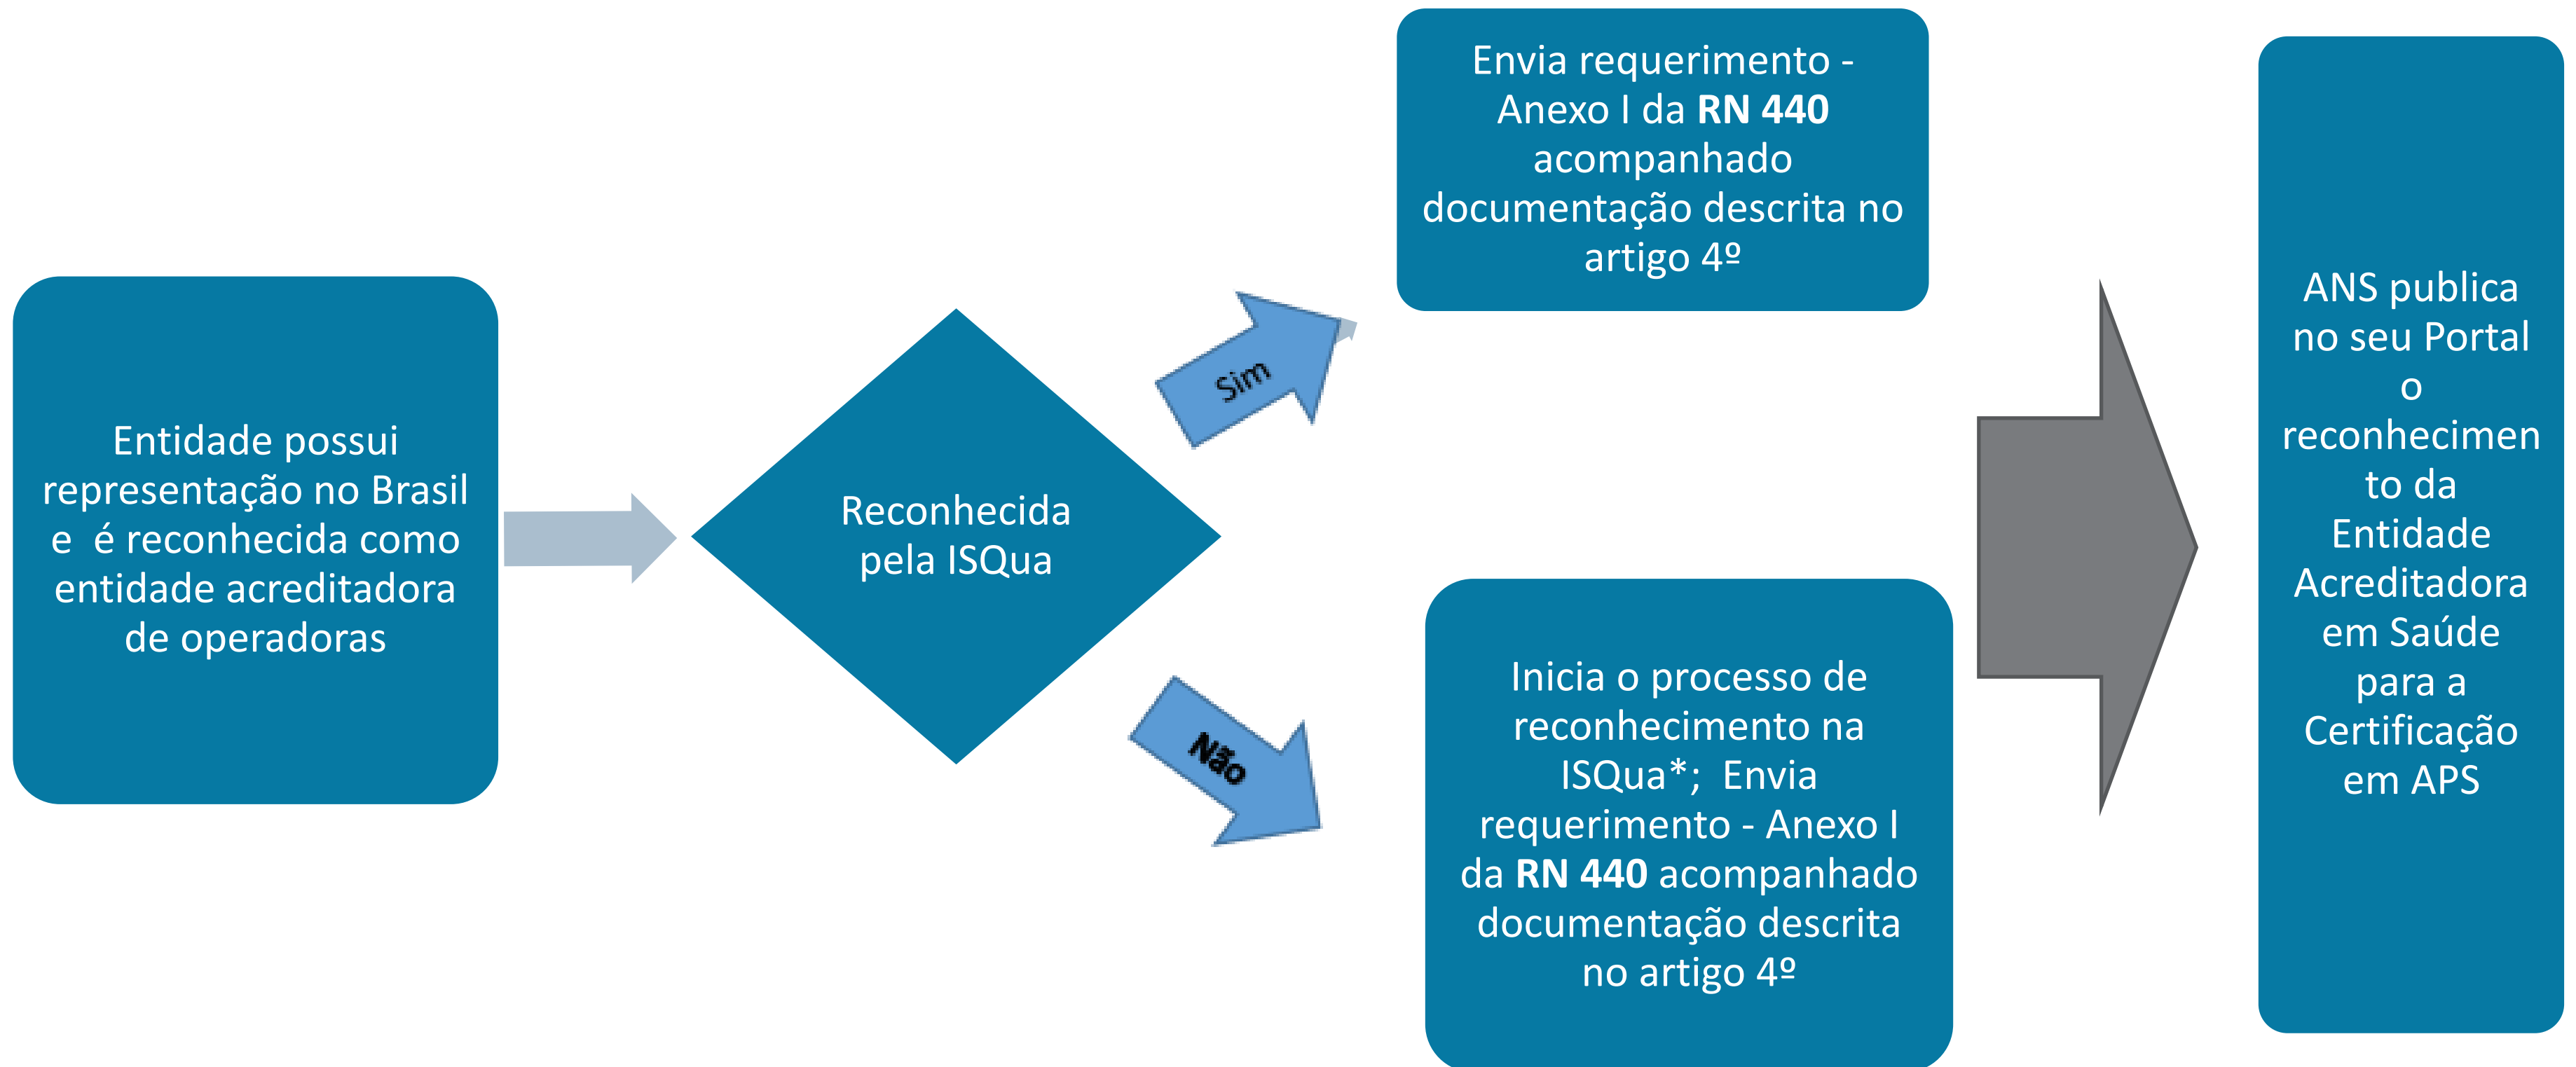 Entidade possui
representação no Brasil
e é reconhecida como
entidade acreditadora
de operadoras
Reconhecida
pela ISQua
Sim
Não
Envia requerimento -
Anexo I da RN 440
acompanhado
documentação descrita no
artigo 4º
Inicia o processo de
reconhecimento na
ISQua*; Envia
requerimento - Anexo I
da RN 440 acompanhado
documentação descrita
no artigo 4º
ANS publica
no seu Portal
o
reconhecimen
to da
Entidade
Acreditadora
em Saúde
para a
Certificação
em APS